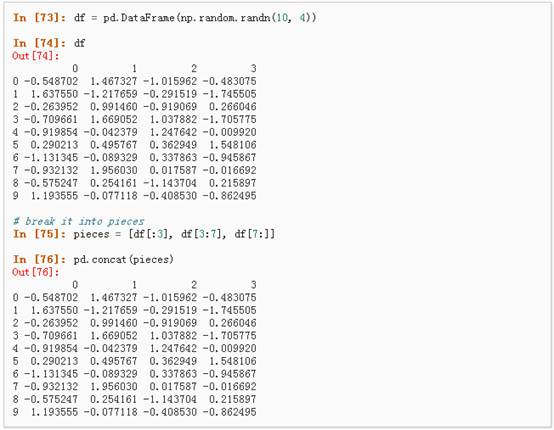 In [73]: df = pd.DataFrame(np.random.randn(10, 4))
In [74]: df
Out[74]:
0 1 2 3
0 -0.548702 1.467327 -1.015962 -0.483075
1 1.637550 -1.217659 -0.291519 -1.745505
2 -0.263952 0.991460 -0.919069 0.266046
3 -0.709661 1.669052 1.037882 -1.705775
4 -0.919854 -0.042379 1.247642 -0.009920
5 0.290213 0.495767 0.362949 1.548106
6 -1.131345 -0.089329 0.337863 -0.945867
7 -0.932132 1.956030 0.017587 -0.016692
8 -0.575247 0.254161 -1.143704 0.215897
9 1.193555 -0.077118 -0.408530 -0.862495
# break it into pieces
In [75]: pieces = [df[:3], df[3:7], df[7:]]
In [76]: pd.concat(pieces)
Out[76]:
0 1 2 3
0 -0.548702 1.467327 -1.015962 -0.483075
1 1.637550 -1.217659 -0.291519 -1.745505
2 -0.263952 0.991460 -0.919069 0.266046
3 -0.709661 1.669052 1.037882 -1.705775
4 -0.919854 -0.042379 1.247642 -0.009920
5 0.290213 0.495767 0.362949 1.548106
6 -1.131345 -0.089329 0.337863 -0.945867
7 -0.932132 1.956030 0.017587 -0.016692
8 -0.575247 0.254161 -1.143704 0.215897
9 1.193555 -0.077118 -0.408530 -0.862495